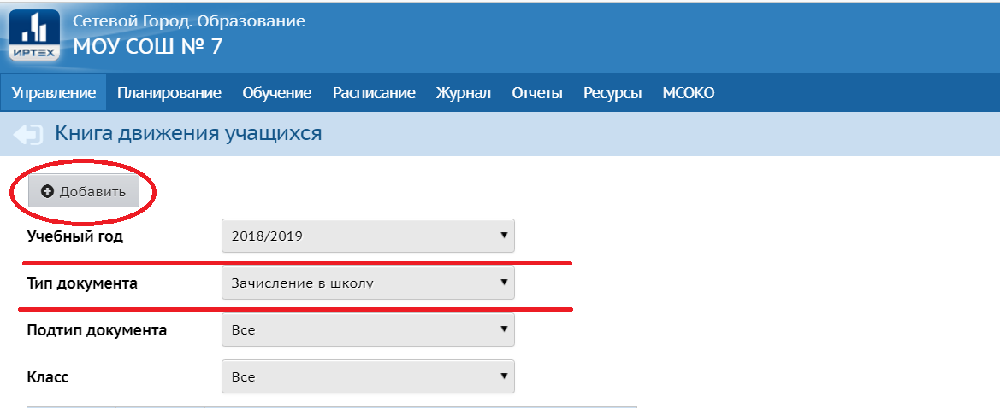 Сетевой Город. Образование
ИРТЕХ
МОУ СОШ № 7
Управление Планирование Обучение Расписание Журнал Отчеты Ресурсы МСОКО
Книга движения учащихся
Добавить
Учебный год 2018/2019
Тип документа Зачисление в школу
Подтип документа Все
Класс Все